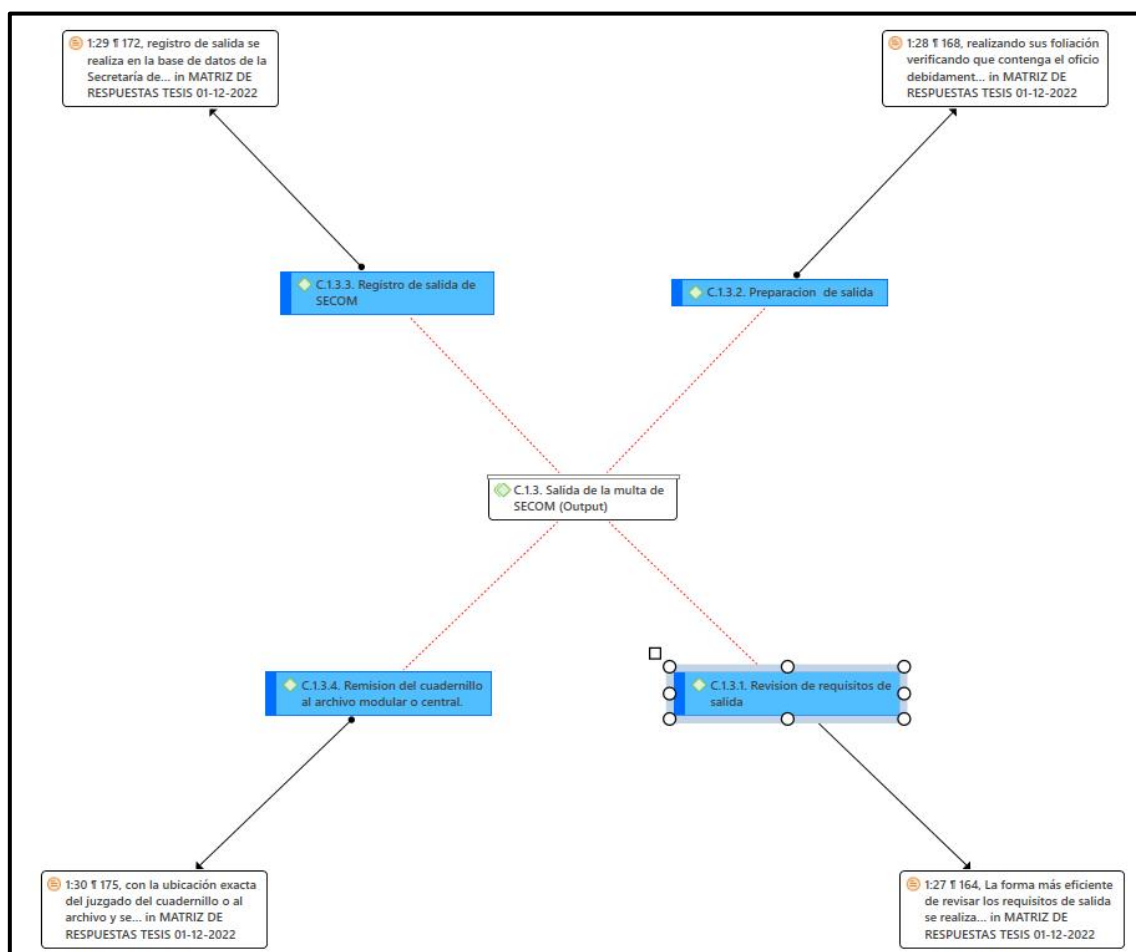 1:29 ¶ 172, registro de salida se
realiza en la base de datos de la
Secretaría de... in MATRIZ DE
RESPUESTAS TESIS 01-12-2022
1:28 ¶ 168, realizando sus foliación
verificando que contenga el oficio
debidament... in MATRIZ DE
RESPUESTAS TESIS 01-12-2022
C.1.3.3. Registro de salida de
SECOM
C.1.3.2. Preparacion de salida
C.1.3. Salida de la multa de
SECOM (Output)
C.1.3.4. Remision del cuadernillo
al archivo modular o central.
C.1.3.1. Revision de requisitos de
salida
1:30 ¶ 175, con la ubicación exacta
del juzgado del cuadernillo o al
archivo y se... in MATRIZ DE
RESPUESTAS TESIS 01-12-2022
1:27 ¶ 164, La forma más eficiente
de revisar los requisitos de salida
se realiza... in MATRIZ DE
RESPUESTAS TESIS 01-12-2022